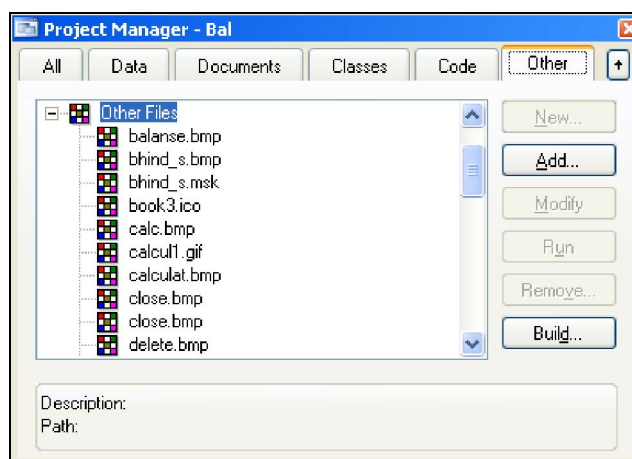 Project Manager - Bal
All Data Documents Classes Code Other
Other Files
balanse.bmp
bhind_s.bmp
bhind_s.msk
book3.ico
calc.bmp
calcul1.gif
calculat.bmp
close.bmp
close.bmp
delete.bmp
New...
Add...
Modify
Run
Remove...
Build...
Description:
Path: